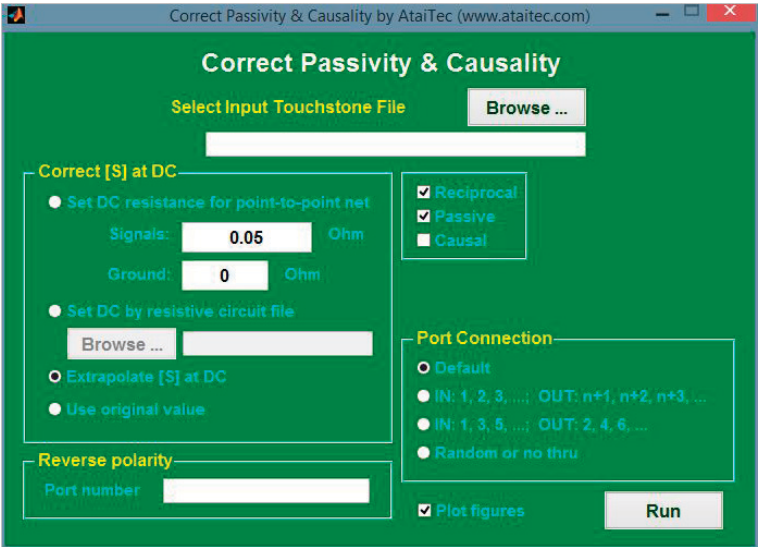 Correct Passivity & Causality by AtaiTec (www.ataitec.com)
Correct Passivity & Causality
Select Input Touchstone File
Browse ...
Correct [S] at DC
Set DC resistance for point-to-point net
Signals: 0.05 Ohm
Ground: 0 Ohm
Set DC by resistive circuit file
Browse ...
Extrapolate [S] at DC
Use original value
Reciprocal
Passive
Causal
Port Connection
Default
IN: 1, 2, 3, ...; OUT: n+1, n+2, n+3, ...
IN: 1, 3, 5, ...; OUT: 2, 4, 6, ...
Random or no thru
Reverse polarity
Port number
Plot figures
Run